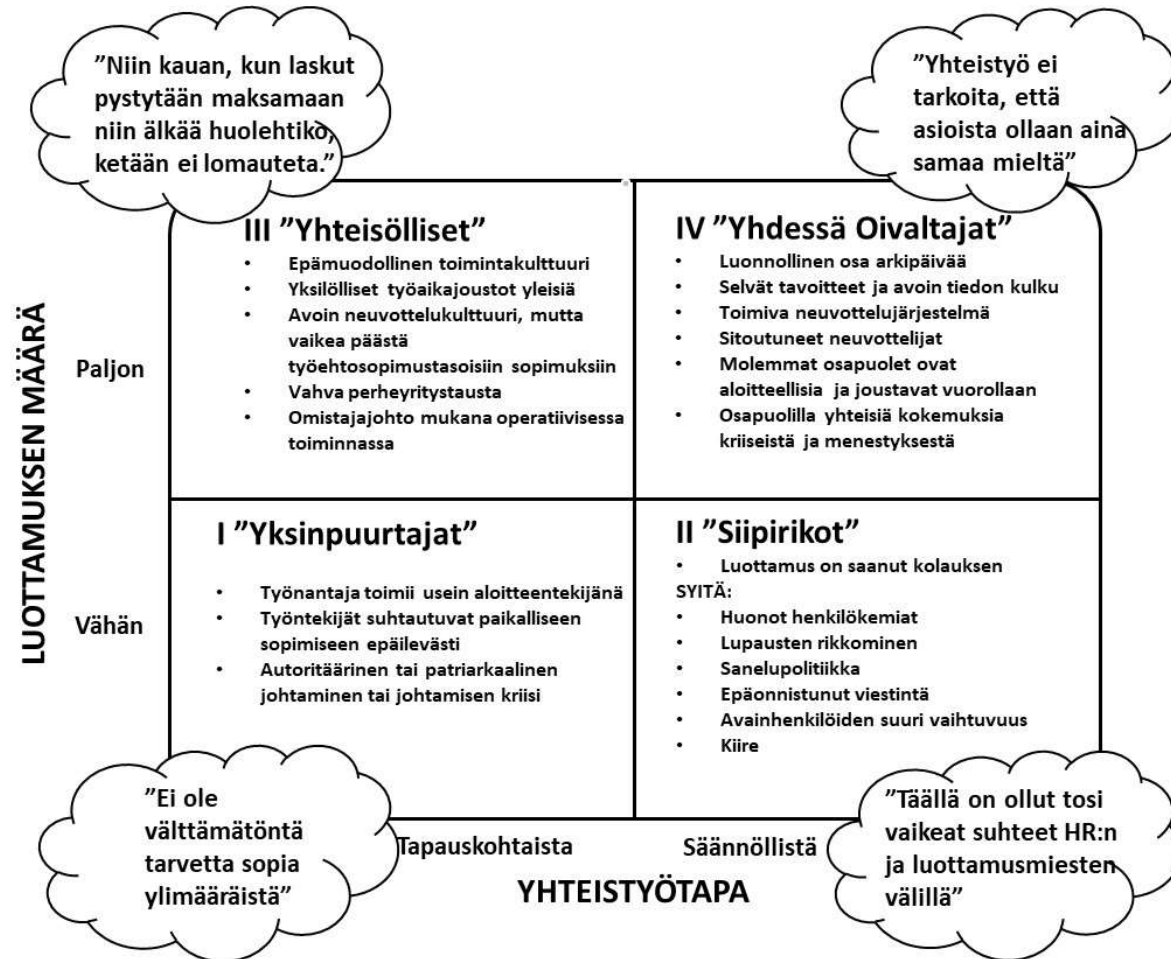 ”Niin kauan, kun laskut
pystytään maksamaan
niin älkää huolehtiko,
ketään ei lomauteta.”
”Yhteistyö ei
tarkoita, että
asioista ollaan aina
samaa mieltä”
LUOTTAMUKSEN MÄÄRÄ
Paljon
III ”Yhteisölliset”
• Epämuodollinen toimintakulttuuri
• Yksilölliset työaikajoustot yleisiä
• Avoin neuvottelukulttuuri, mutta
vaikea päästä
työehtosopimustasoisiin sopimuksiin
• Vahva perheyritystausta
• Omistajajohto mukana operatiivisessa
toiminnassa
IV ”Yhdessä Oivaltajat”
• Luonnollinen osa arkipäivää
• Selvät tavoitteet ja avoin tiedon kulku
• Toimiva neuvottelujärjestelmä
• Sitoutuneet neuvottelijat
• Molemmat osapuolet ovat
aloitteellisia ja joustavat vuorollaan
• Osapuolilla yhteisiä kokemuksia
kriiseistä ja menestyksestä
Vähän
I ”Yksinpuurtajat”
• Työnantaja toimii usein aloitteentekijänä
• Työntekijät suhtautuvat paikalliseen
sopimiseen epäilevästi
• Autoritäärinen tai patriarkaalinen
johtaminen tai johtamisen kriisi
II ”Siipirikot”
• Luottamus on saanut kolauksen
SYITÄ:
• Huonot henkilökemiat
• Lupausten rikkominen
• Sanelupolitiikka
• Epäonnistunut viestintä
• Avainhenkilöiden suuri vaihtuvuus
• Kiire
”Ei ole
välttämätöntä
tarvetta sopia
ylimääräistä”
Tapauskohtaista
Säännöllistä
YHTEISTYÖTAPA
”Täällä on ollut tosi
vaikeat suhteet HR:n
ja luottamusmiesten
välillä”